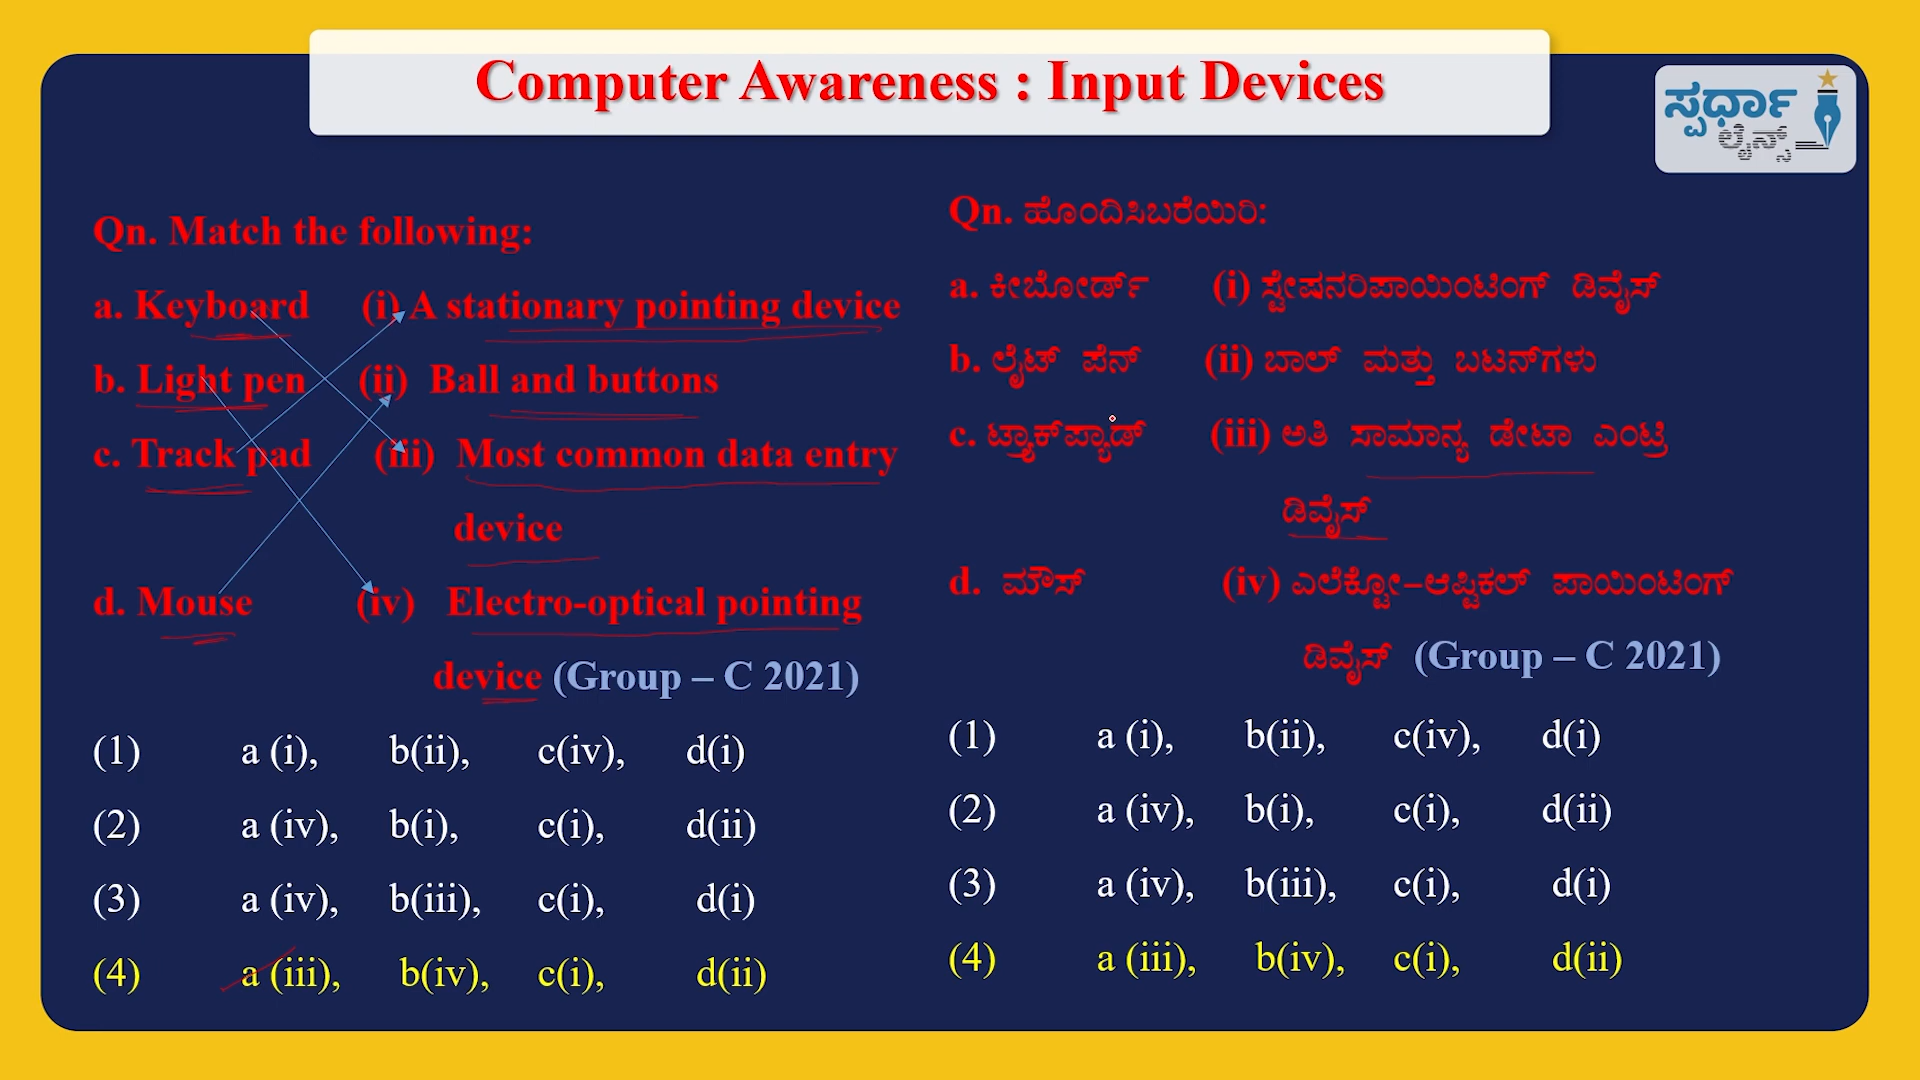 Computer Awareness : Input Devices
ಸ್ಪರ್ಧಾ
ಲೈನ್ಸ್
Qn. Match the following:
a. Keyboard (i) A stationary pointing device
b. Light pen (ii) Ball and buttons
c. Track pad (iii) Most common data entry
device
d. Mouse (iv) Electro-optical pointing
device (Group – C 2021)
(1) a (i), b(ii), c(iv), d(i)
(2) a (iv), b(i), c(i), d(ii)
(3) a (iv), b(iii), c(i), d(i)
(4) a (iii), b(iv), c(i), d(ii)
Qn. ಹೊಂದಿಸಿಬರೆಯಿರಿ:
a. ಕೀಬೋರ್ಡ್ (i) ಸ್ಟೇಷನರಿಪಾಯಿಂಟಿಂಗ್ ಡಿವೈಸ್
b. ಲೈಟ್ ಪೆನ್ (ii) ಬಾಲ್ ಮತ್ತು ಬಟನ್‌ಗಳು
c. ಟ್ರ್ಯಾಕ್‌ಪ್ಯಾಡ್ (iii) ಅತಿ ಸಾಮಾನ್ಯ ಡೇಟಾ ಎಂಟ್ರಿ
ಡಿವೈಸ್
d. ಮೌಸ್ (iv) ಎಲೆಕ್ಟ್ರೋ–ಆಪ್ಟಿಕಲ್ ಪಾಯಿಂಟಿಂಗ್
ಡಿವೈಸ್ (Group – C 2021)
(1) a (i), b(ii), c(iv), d(i)
(2) a (iv), b(i), c(i), d(ii)
(3) a (iv), b(iii), c(i), d(i)
(4) a (iii), b(iv), c(i), d(ii)